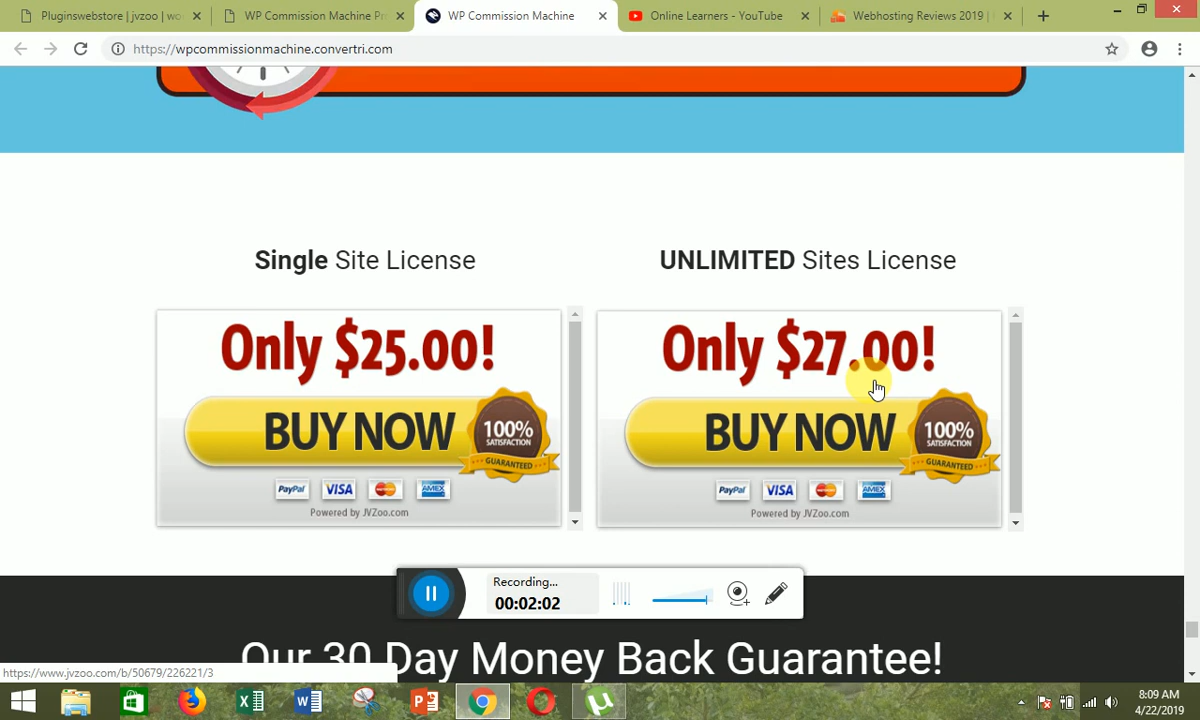 Pluginswebstore | jvzoo | wo
WP Commission Machine Pr
WP Commission Machine
Online Learners - YouTube
Webhosting Reviews 2019 |
https://wpcommissionmachine.convertri.com
Single Site License
UNLIMITED Sites License
Only $25.00!
BUY NOW
100%
SATISFACTION
GUARANTEED
PayPal VISA MasterCard AMEX
Powered by JVZoo.com
Only $27.00!
BUY NOW
100%
SATISFACTION
GUARANTEED
PayPal VISA MasterCard AMEX
Powered by JVZoo.com
Recording...
00:02:02
Our 30 Day Money Back Guarantee!
https://www.jvzoo.com/b/50679/226221/3
8:09 AM
4/22/2019